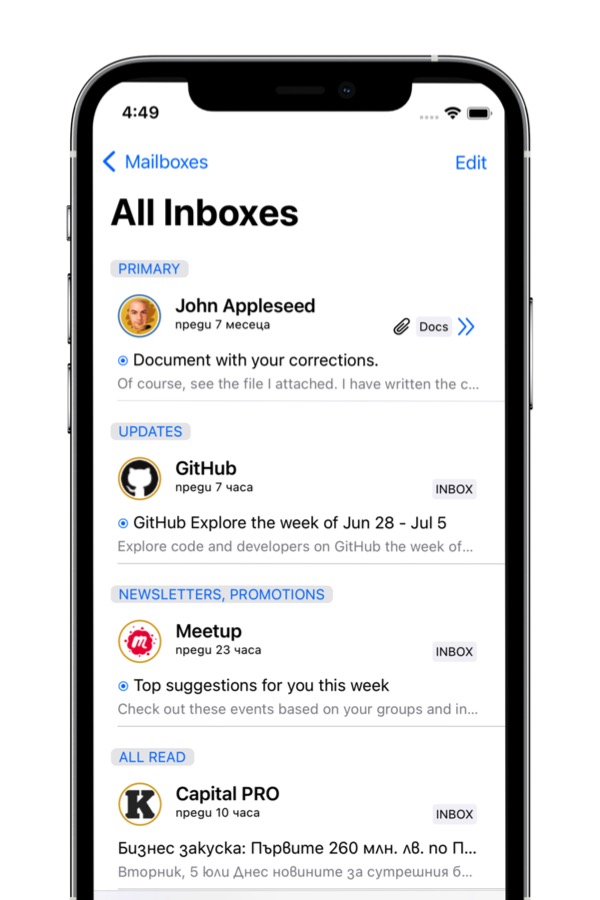 4:49
Mailboxes
Edit
All Inboxes
PRIMARY
John Appleseed
преди 7 месеца
Docs
Document with your corrections.
Of course, see the file I attached. I have written the c...
UPDATES
GitHub
преди 7 часа
INBOX
GitHub Explore the week of Jun 28 - Jul 5
Explore code and developers on GitHub the week of...
NEWSLETTERS, PROMOTIONS
Meetup
преди 23 часа
INBOX
Top suggestions for you this week
Check out these events based on your groups and in...
ALL READ
Capital PRO
преди 10 часа
INBOX
Бизнес закуска: Първите 260 млн. лв. по П...
Вторник, 5 юли Днес новините за сутрешния б...